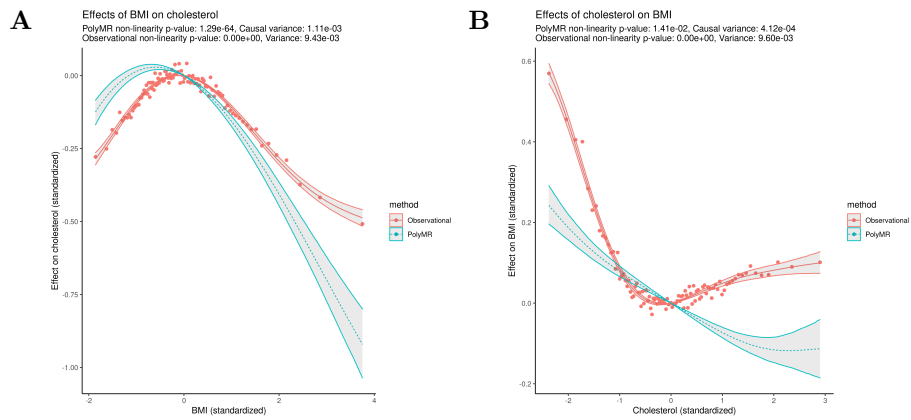 A
Effects of BMI on cholesterol
PolyMR non-linearity p-value: 1.29e-64, Causal variance: 1.11e-03
Observational non-linearity p-value: 0.00e+00, Variance: 9.43e-03
0.00
-0.25
-0.50
-0.75
-1.00
Effect on cholesterol (standardized)
-2
0
2
4
BMI (standardized)
method
Observational
PolyMR
B
Effects of cholesterol on BMI
PolyMR non-linearity p-value: 1.41e-02, Causal variance: 4.12e-04
Observational non-linearity p-value: 0.00e+00, Variance: 9.60e-03
0.6
0.4
0.2
0.0
-0.2
Effect on BMI (standardized)
-2
-1
0
1
2
3
Cholesterol (standardized)
method
Observational
PolyMR